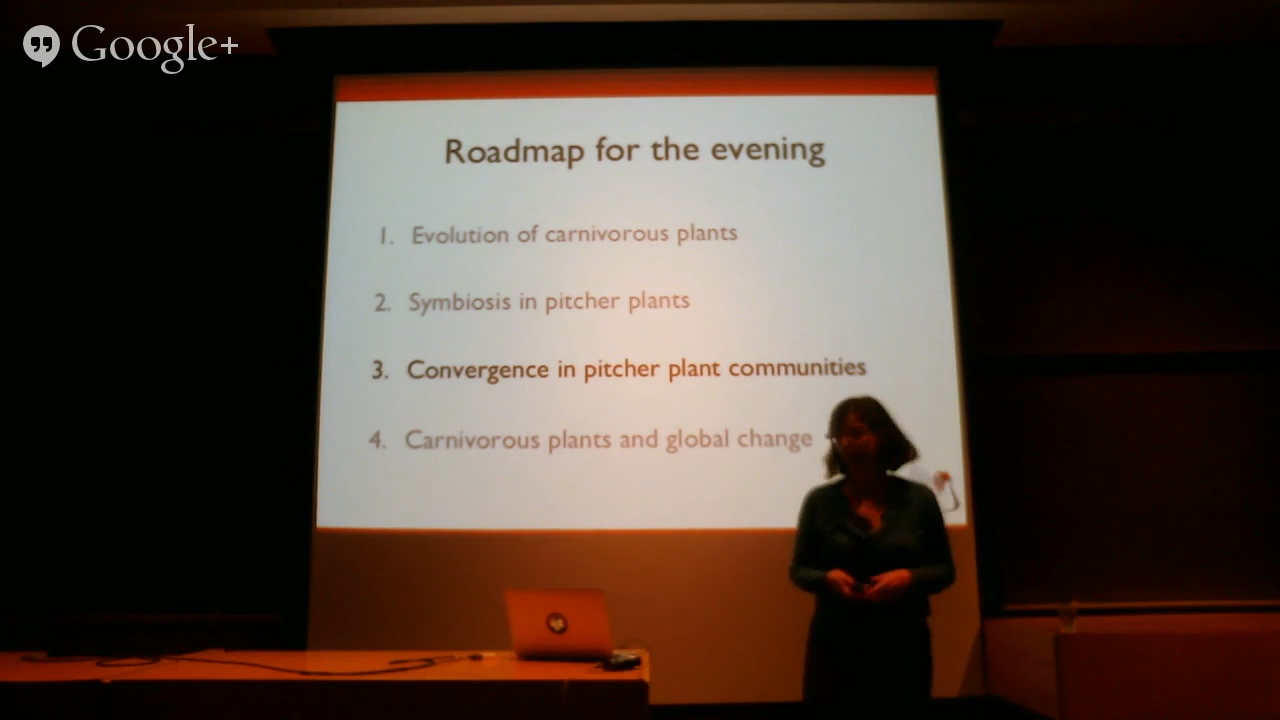 Google+
Roadmap for the evening
1. Evolution of carnivorous plants
2. Symbiosis in pitcher plants
3. Convergence in pitcher plant communities
4. Carnivorous plants and global change